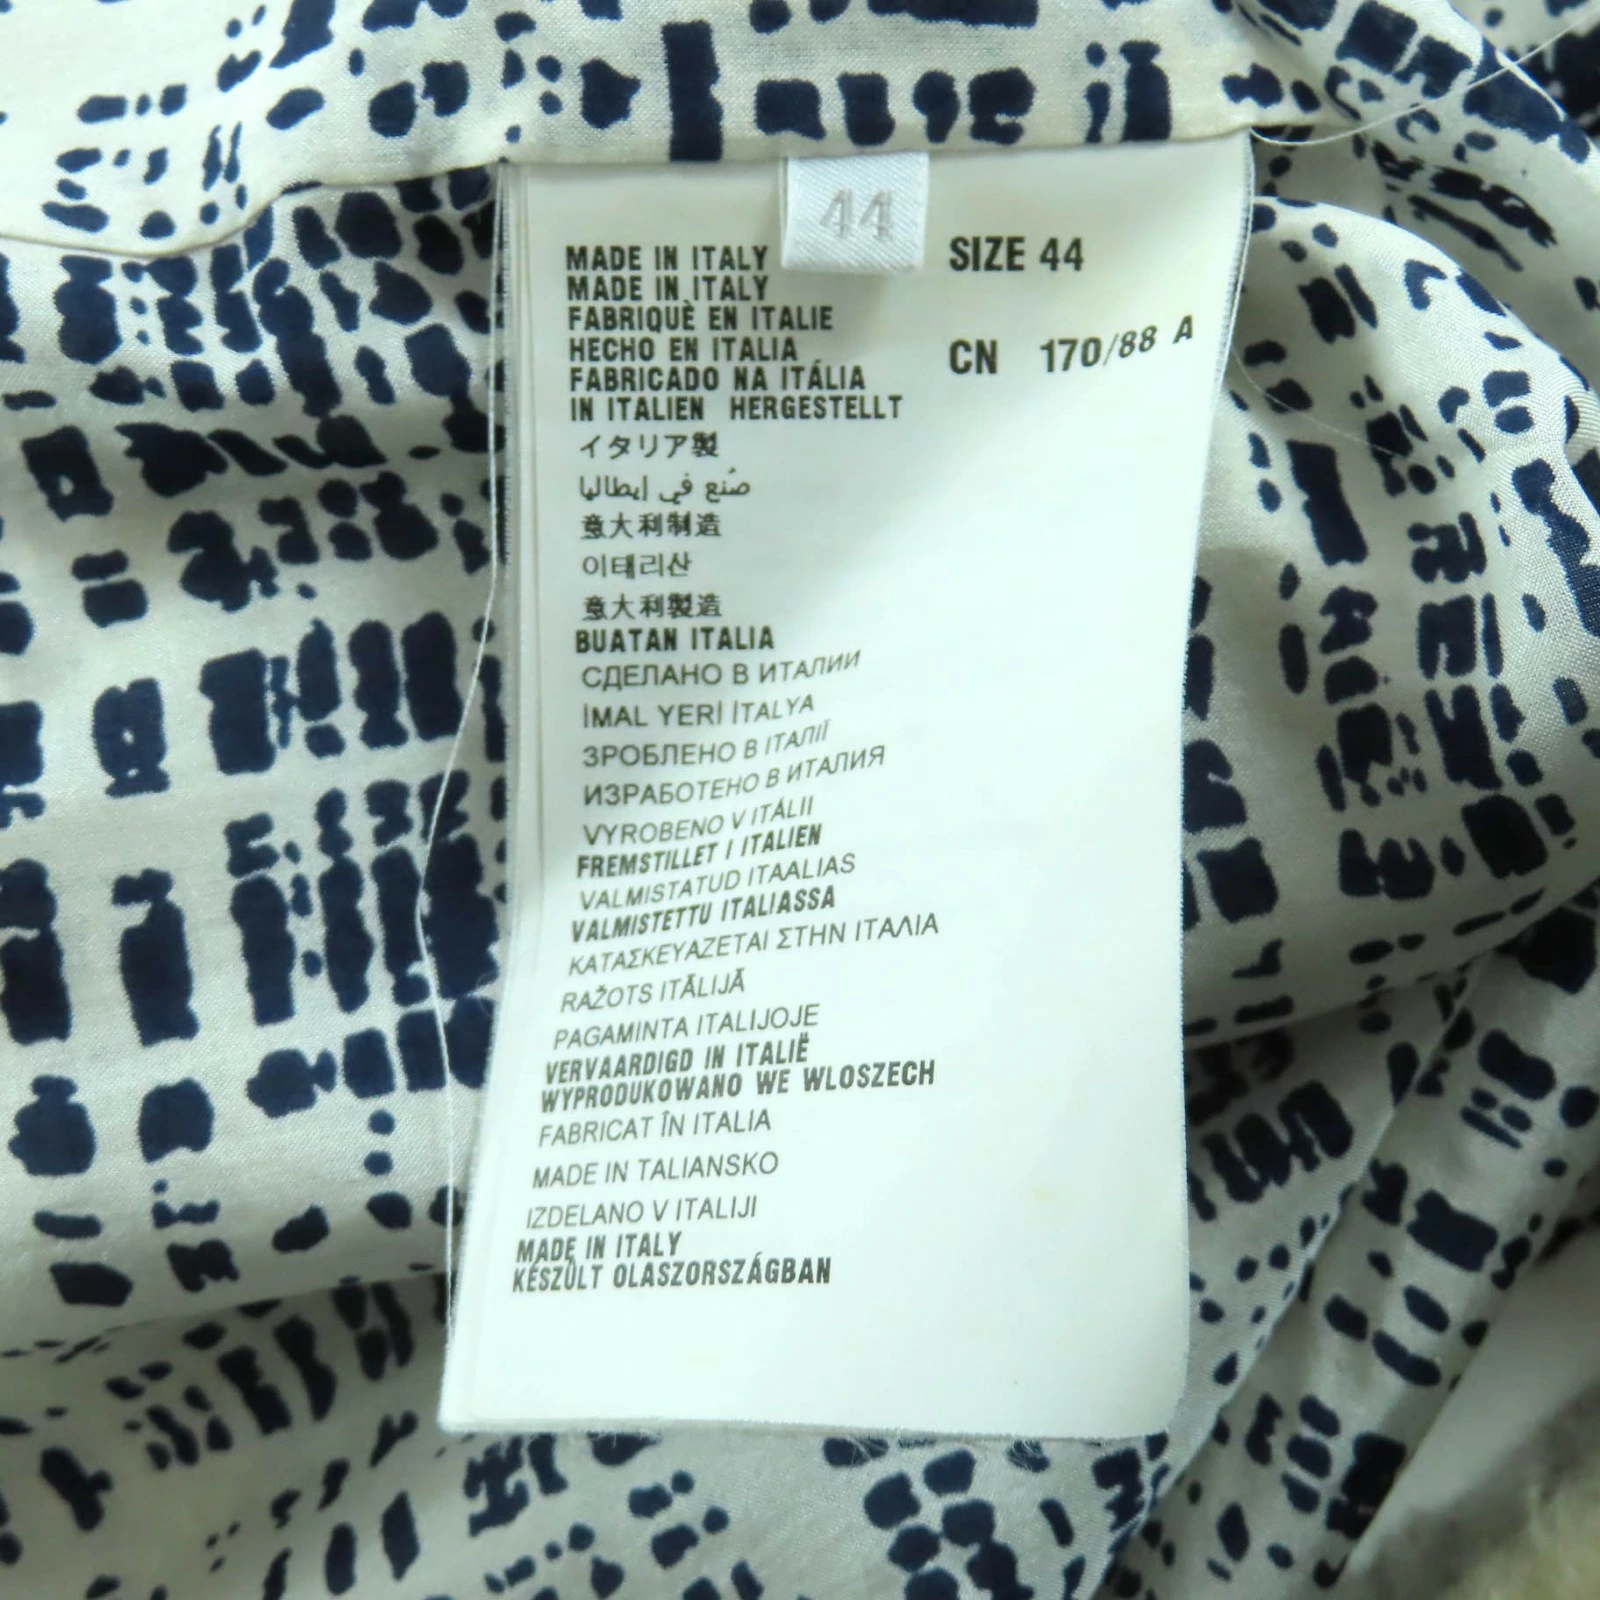 44
MADE IN ITALY
MADE IN ITALY
FABRIQUÈ EN ITALIE
HECHO EN ITALIA
FABRICADO NA ITÁLIA
IN ITALIEN HERGESTELLT
イタリア製
صُنع في إيطاليا
意大利制造
이태리산
意大利製造
BUATAN ITALIA
СДЕЛАНО В ИТАЛИИ
İMAL YERİ İTALYA
ЗРОБЛЕНО В ІТАЛІЇ
ИЗРАБОТЕНО В ИТАЛИЯ
VYROBENO V ITÁLII
FREMSTILLET I ITALIEN
VALMISTATUD ITAALIAS
VALMISTETTU ITALIASSA
ΚΑΤΑΣΚΕΥΑΖΕΤΑΙ ΣΤΗΝ ΙΤΑΛΙΑ
RAŽOTS ITĀLIJĀ
PAGAMINTA ITALIJOJE
VERVAARDIGD IN ITALIË
WYPRODUKOWANO WE WLOSZECH
FABRICAT ÎN ITALIA
MADE IN TALIANSKO
IZDELANO V ITALIJI
MADE IN ITALY
KÉSZÜLT OLASZORSZÁGBAN
SIZE 44
CN 170/88 A